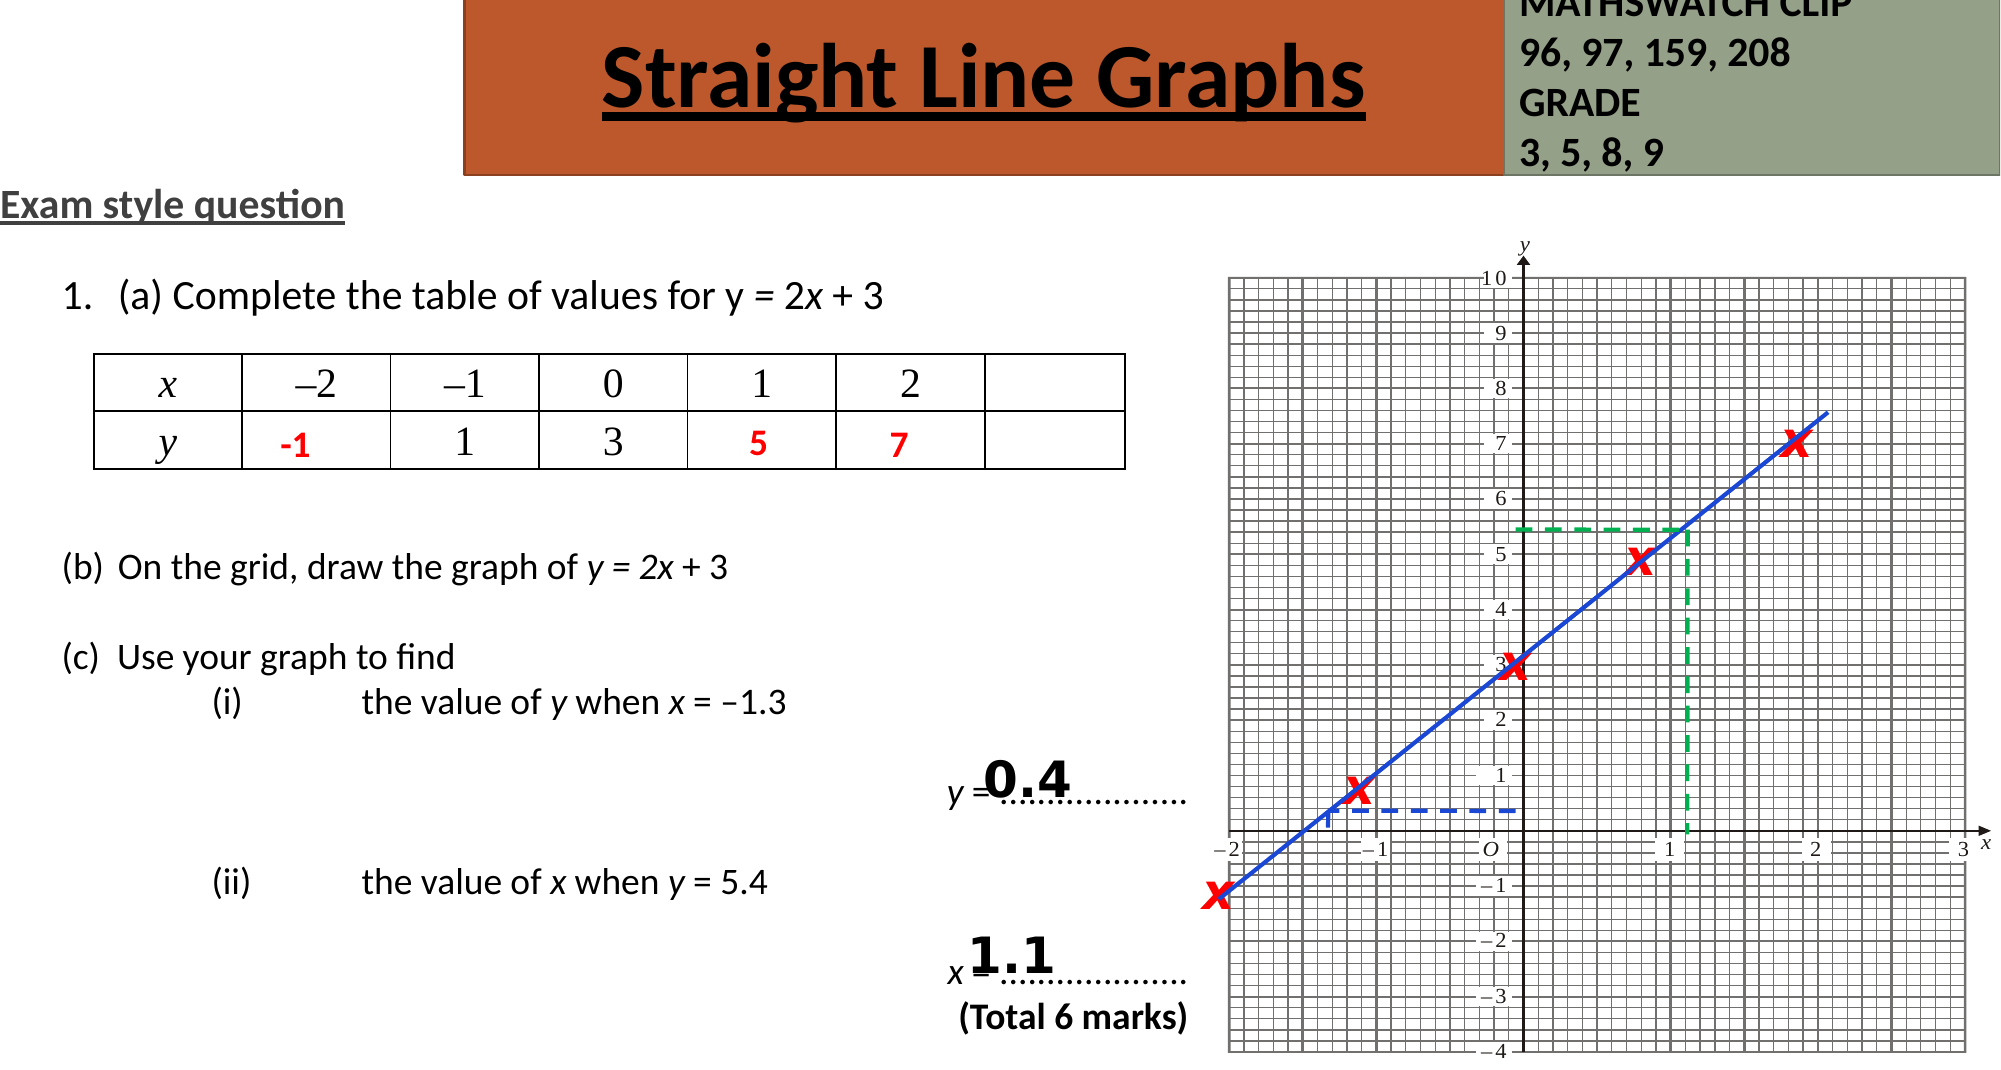 Straight Line Graphs
MATHSWATCH CLIP
96, 97, 159, 208
GRADE
3, 5, 8, 9
Exam style question
1. (a) Complete the table of values for y = 2x + 3
x –2 –1 0 1 2
y -1 1 3 5 7
(b) On the grid, draw the graph of y = 2x + 3
(c) Use your graph to find
(i) the value of y when x = –1.3
y = 0.4 ....................
(ii) the value of x when y = 5.4
x = 1.1 ....................
(Total 6 marks)
y
10
9
8
7
x
6
5
x
4
3
x
2
1
x
–2 –1 O 1 2 3 x
–1
x
–2
–3
–4